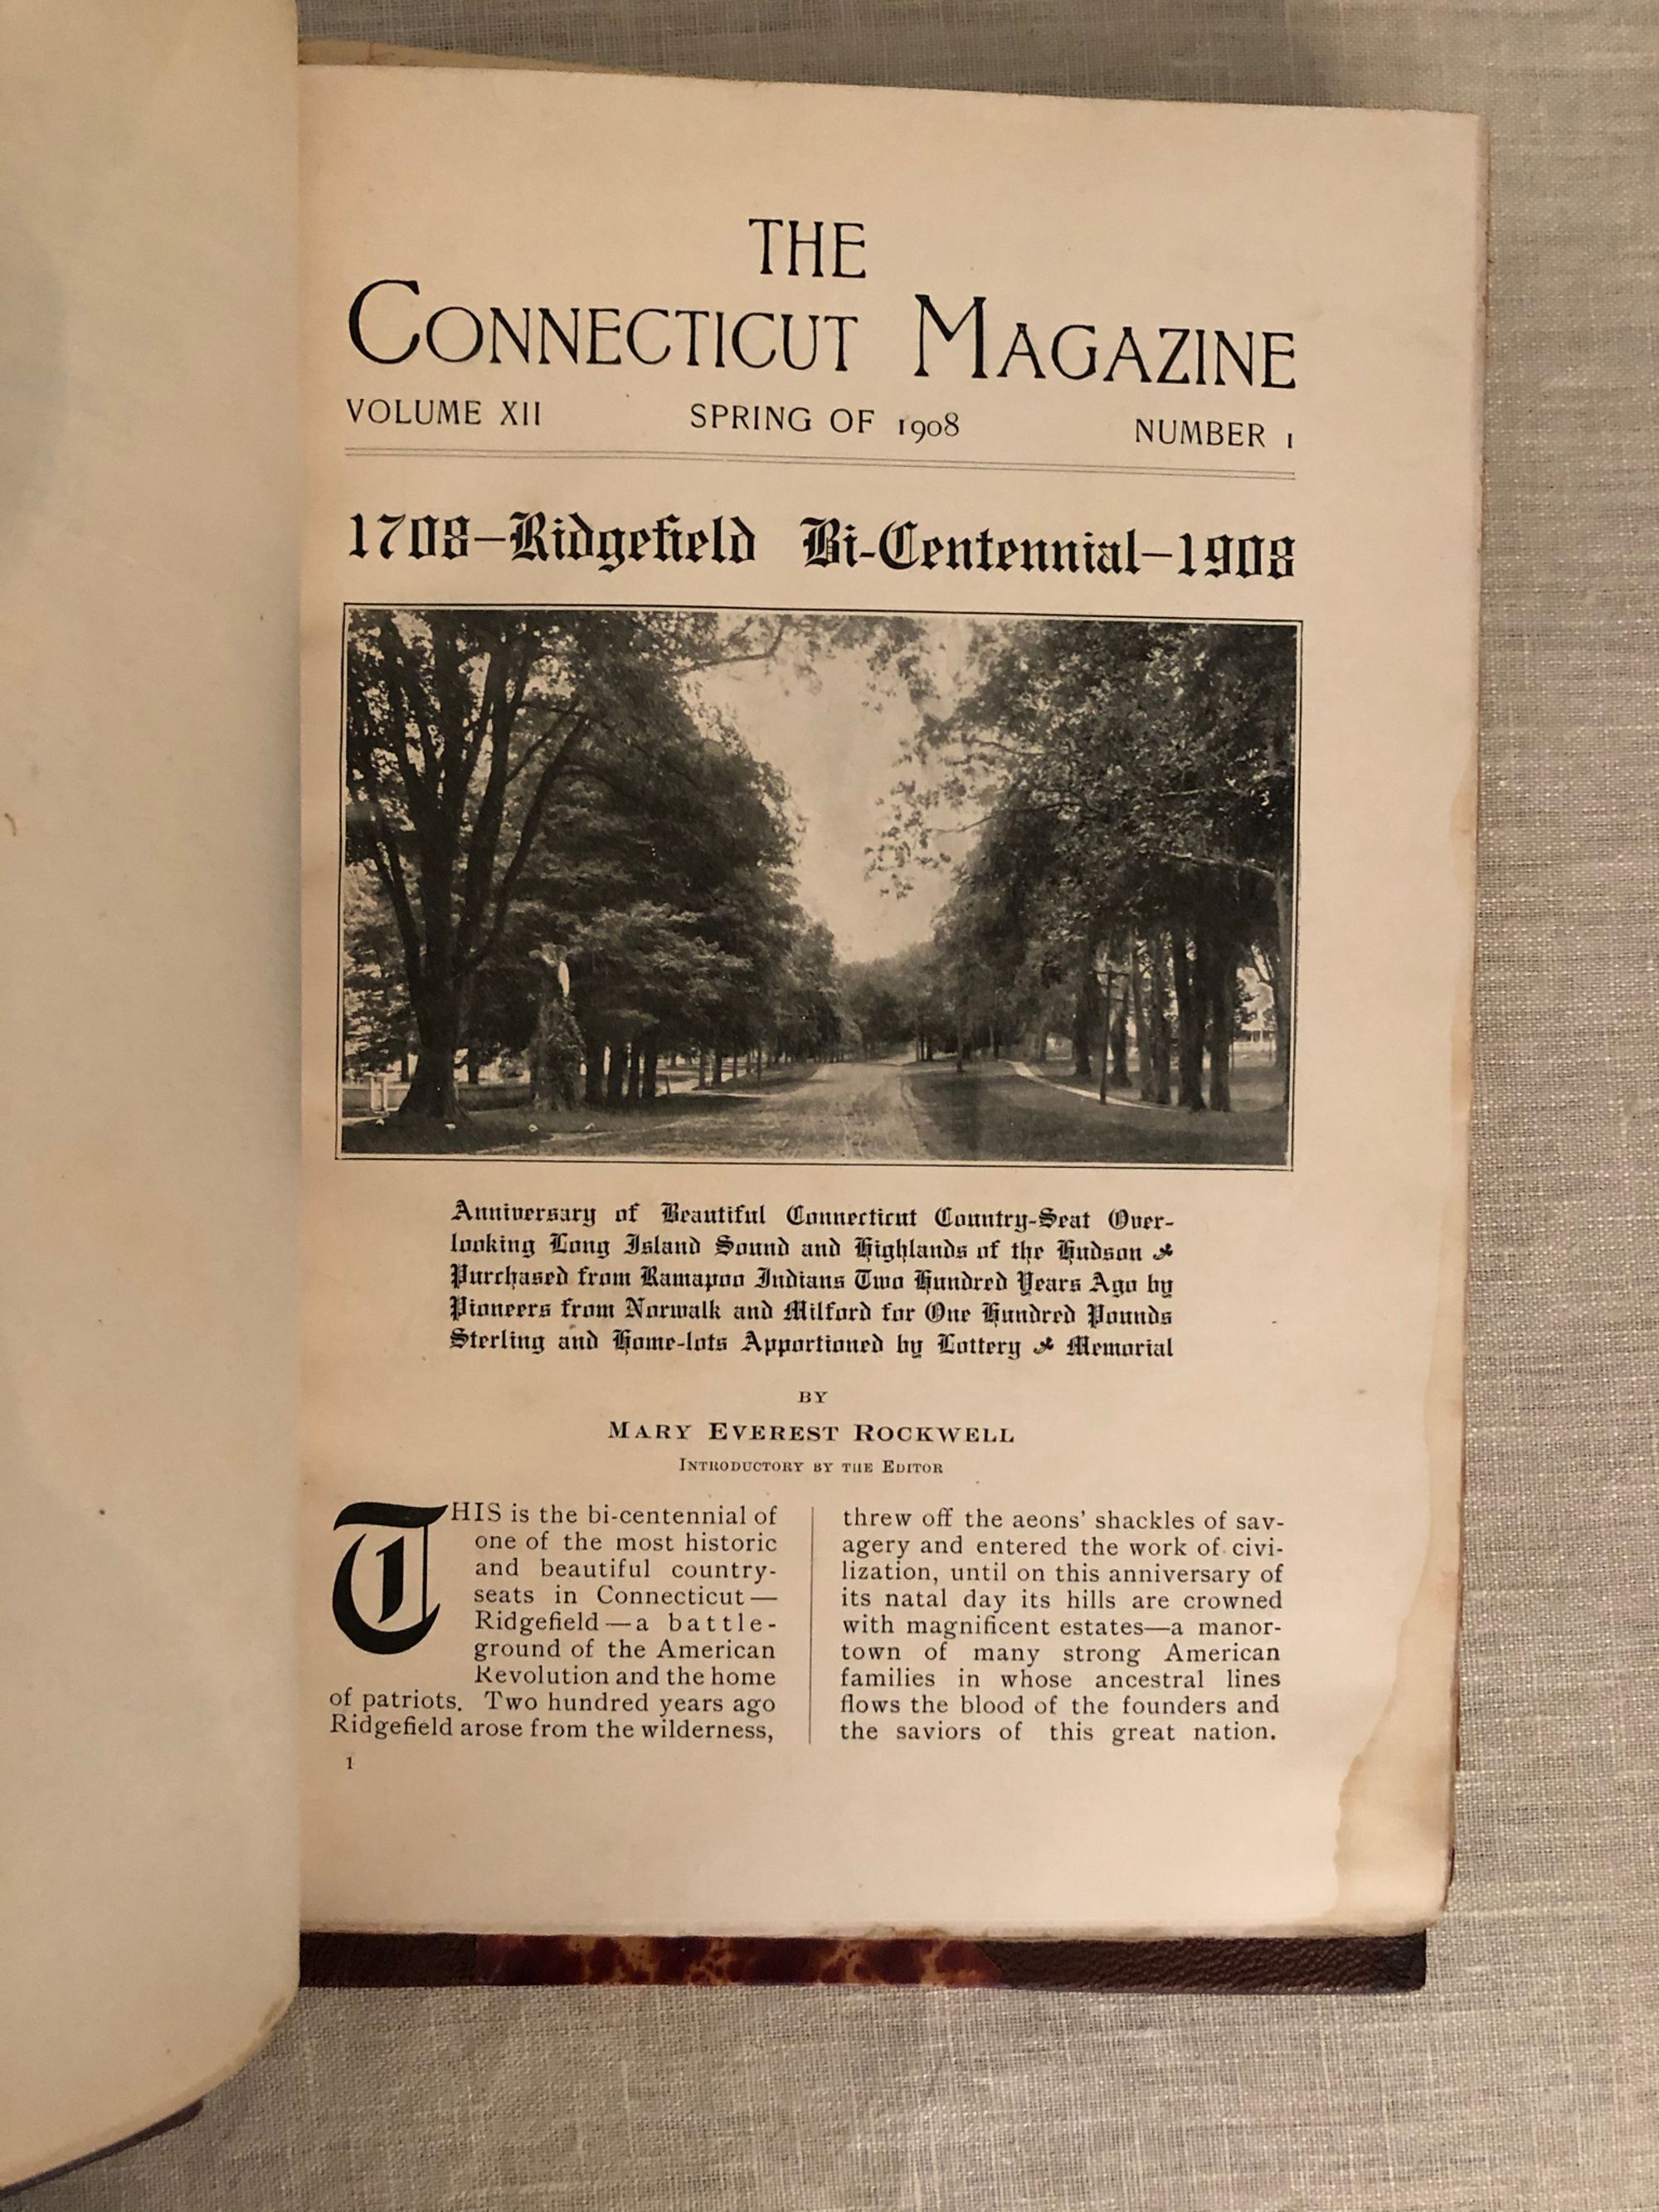 THE
CONNECTICUT MAGAZINE
VOLUME XII SPRING OF 1908 NUMBER 1
1708—Ridgefield Bi-Centennial—1908
Anniversary of Beautiful Connecticut Country-Seat Over-
looking Long Island Sound and Highlands of the Hudson
Purchased from Ramapoo Indians Two Hundred Years Ago by
Pioneers from Norwalk and Milford for One Hundred Pounds
Sterling and Home-lots Apportioned by Lottery Memorial
BY
MARY EVEREST ROCKWELL
INTRODUCTORY BY THE EDITOR
THIS is the bi-centennial of
one of the most historic
and beautiful country-
seats in Connecticut—
Ridgefield—a battle-
ground of the American
Revolution and the home
of patriots. Two hundred years ago
Ridgefield arose from the wilderness,
threw off the aeons' shackles of sav-
agery and entered the work of civi-
lization, until on this anniversary of
its natal day its hills are crowned
with magnificent estates—a manor-
town of many strong American
families in whose ancestral lines
flows the blood of the founders and
the saviors of this great nation.
1